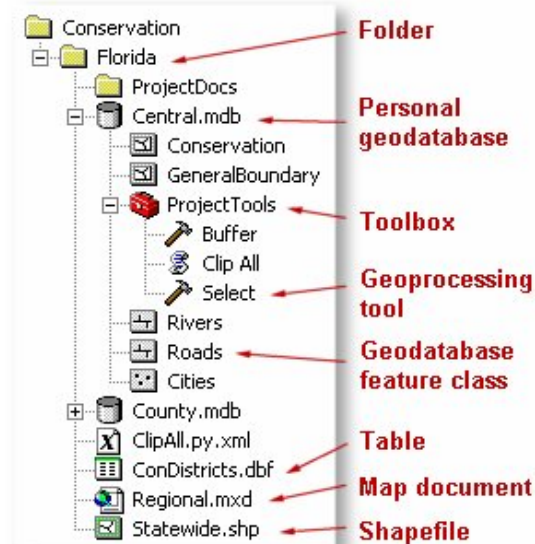 Conservation
Florida
Folder
ProjectDocs
Central.mdb
Personal
geodatabase
Conservation
GeneralBoundary
ProjectTools
Toolbox
Buffer
Clip All
Select
Geoprocessing
tool
Rivers
Roads
Geodatabase
feature class
Cities
County.mdb
ClipAll.py.xml
ConDistricts.dbf
Table
Regional.mxd
Map document
Statewide.shp
Shapefile